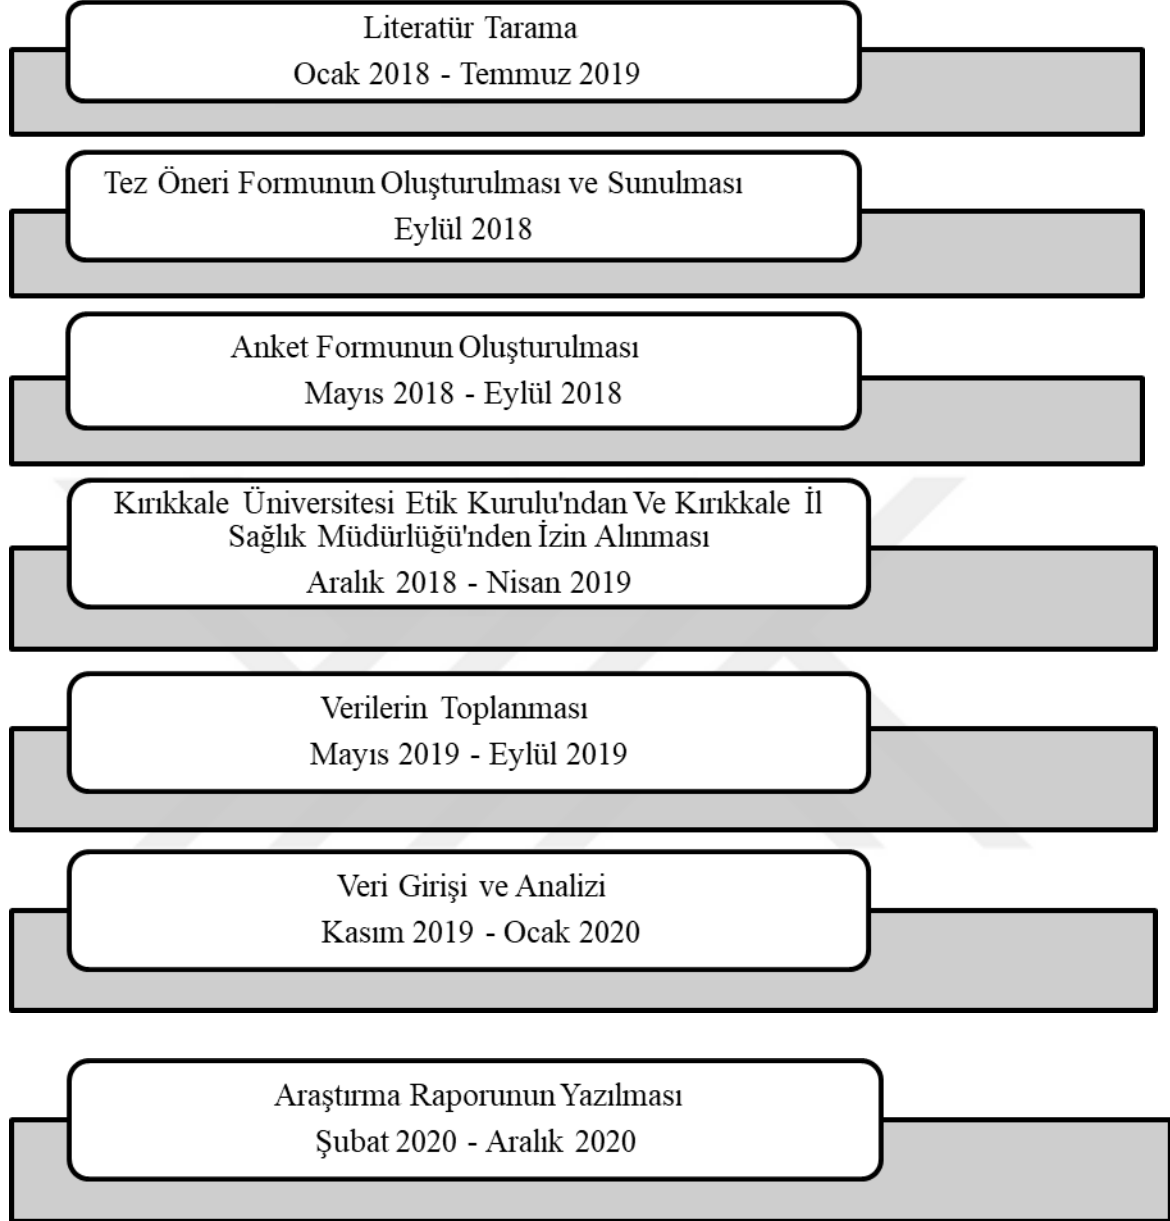 Literatür Tarama
Ocak 2018 - Temmuz 2019
Tez Öneri Formunun Oluşturulması ve Sunulması
Eylül 2018
Anket Formunun Oluşturulması
Mayıs 2018 - Eylül 2018
Kırıkkale Üniversitesi Etik Kurulu'ndan Ve Kırıkkale İl
Sağlık Müdürlüğü'nden İzin Alınması
Aralık 2018 - Nisan 2019
Verilerin Toplanması
Mayıs 2019 - Eylül 2019
Veri Girişi ve Analizi
Kasım 2019 - Ocak 2020
Araştırma Raporunun Yazılması
Şubat 2020 - Aralık 2020